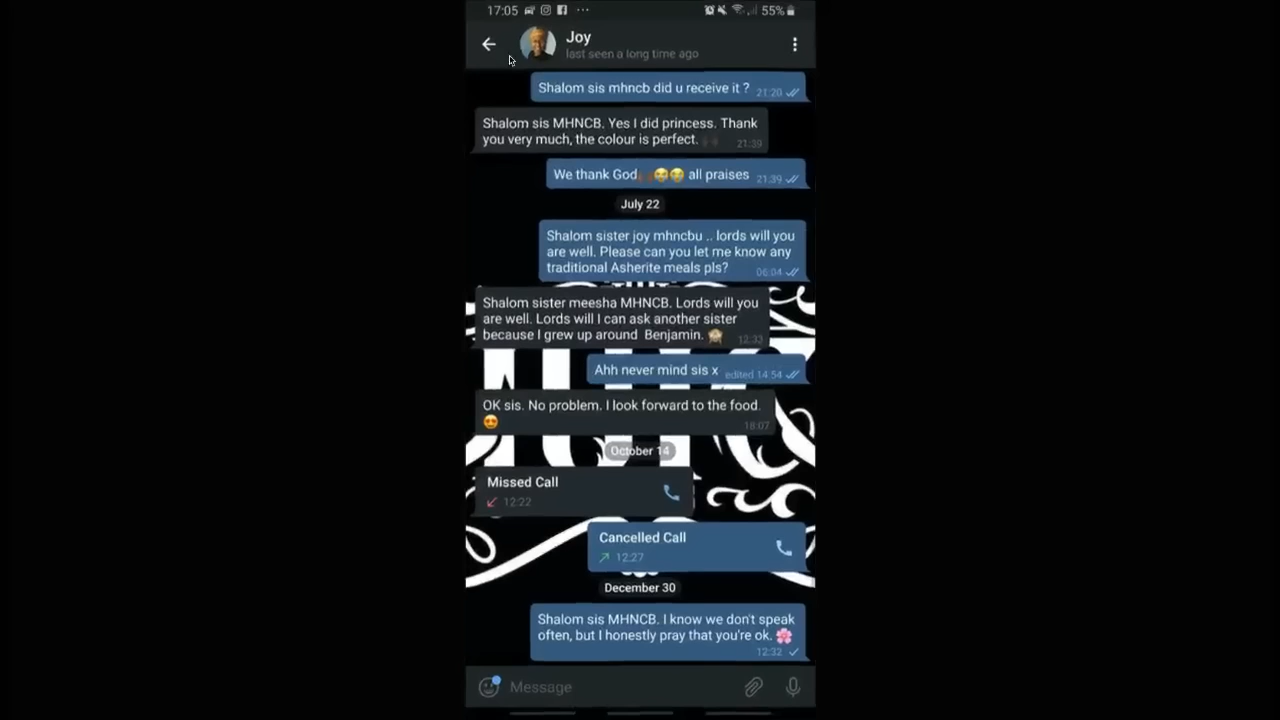 17:05 ... 55%
Joy
last seen a long time ago
Shalom sis mhncb did u receive it ?
21:20
Shalom sis MHNCB. Yes I did princess. Thank
you very much, the colour is perfect.
21:39
We thank God 😭😭 all praises
21:39
July 22
Shalom sister joy mhncbu .. lords will you
are well. Please can you let me know any
traditional Asherite meals pls?
06:04
Shalom sister meesha MHNCB. Lords will you
are well. Lords will I can ask another sister
because I grew up around Benjamin. 🙈
12:33
Ahh never mind sis x
edited 14:54
OK sis. No problem. I look forward to the food.
😍
18:07
October 14
Missed Call
12:22
Cancelled Call
12:27
December 30
Shalom sis MHNCB. I know we don't speak
often, but I honestly pray that you're ok. 🌸
12:32
Message